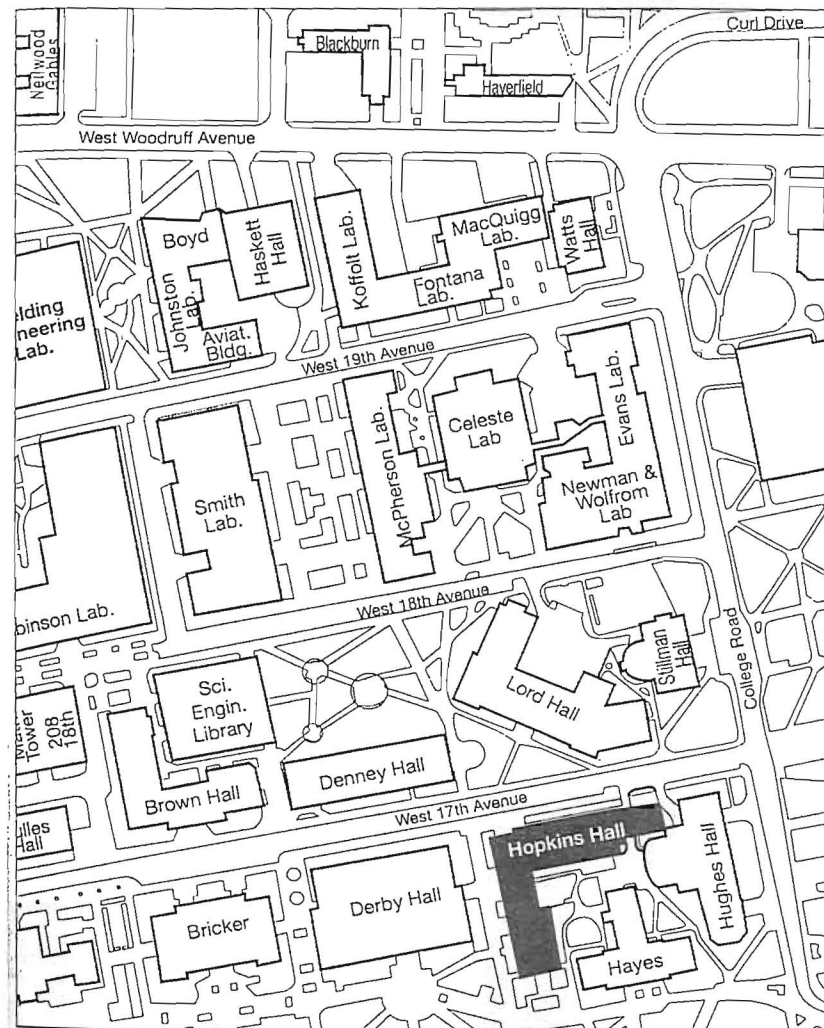 Curl Drive
Blackburn
Neilwood
Gables
Haverfield
West Woodruff Avenue
Boyd
Haskett
Hall
Koffolt Lab.
MacQuigg
Lab.
Watts
Hall
Johnston
Lab.
Fontana
Lab.
elding
neering
Lab.
Aviat.
Bldg.
West 19th Avenue
McPherson Lab.
Celeste
Lab
Evans Lab.
Smith
Lab.
Newman &
Wolfrom
Lab
West 18th Avenue
binson Lab.
Stillman
Hall
College Road
Lord Hall
Sci.
Engin.
Library
Tower
208
18th
Denney Hall
Brown Hall
West 17th Avenue
ulles
Hall
Hopkins Hall
Hughes Hall
Derby Hall
Bricker
Hayes